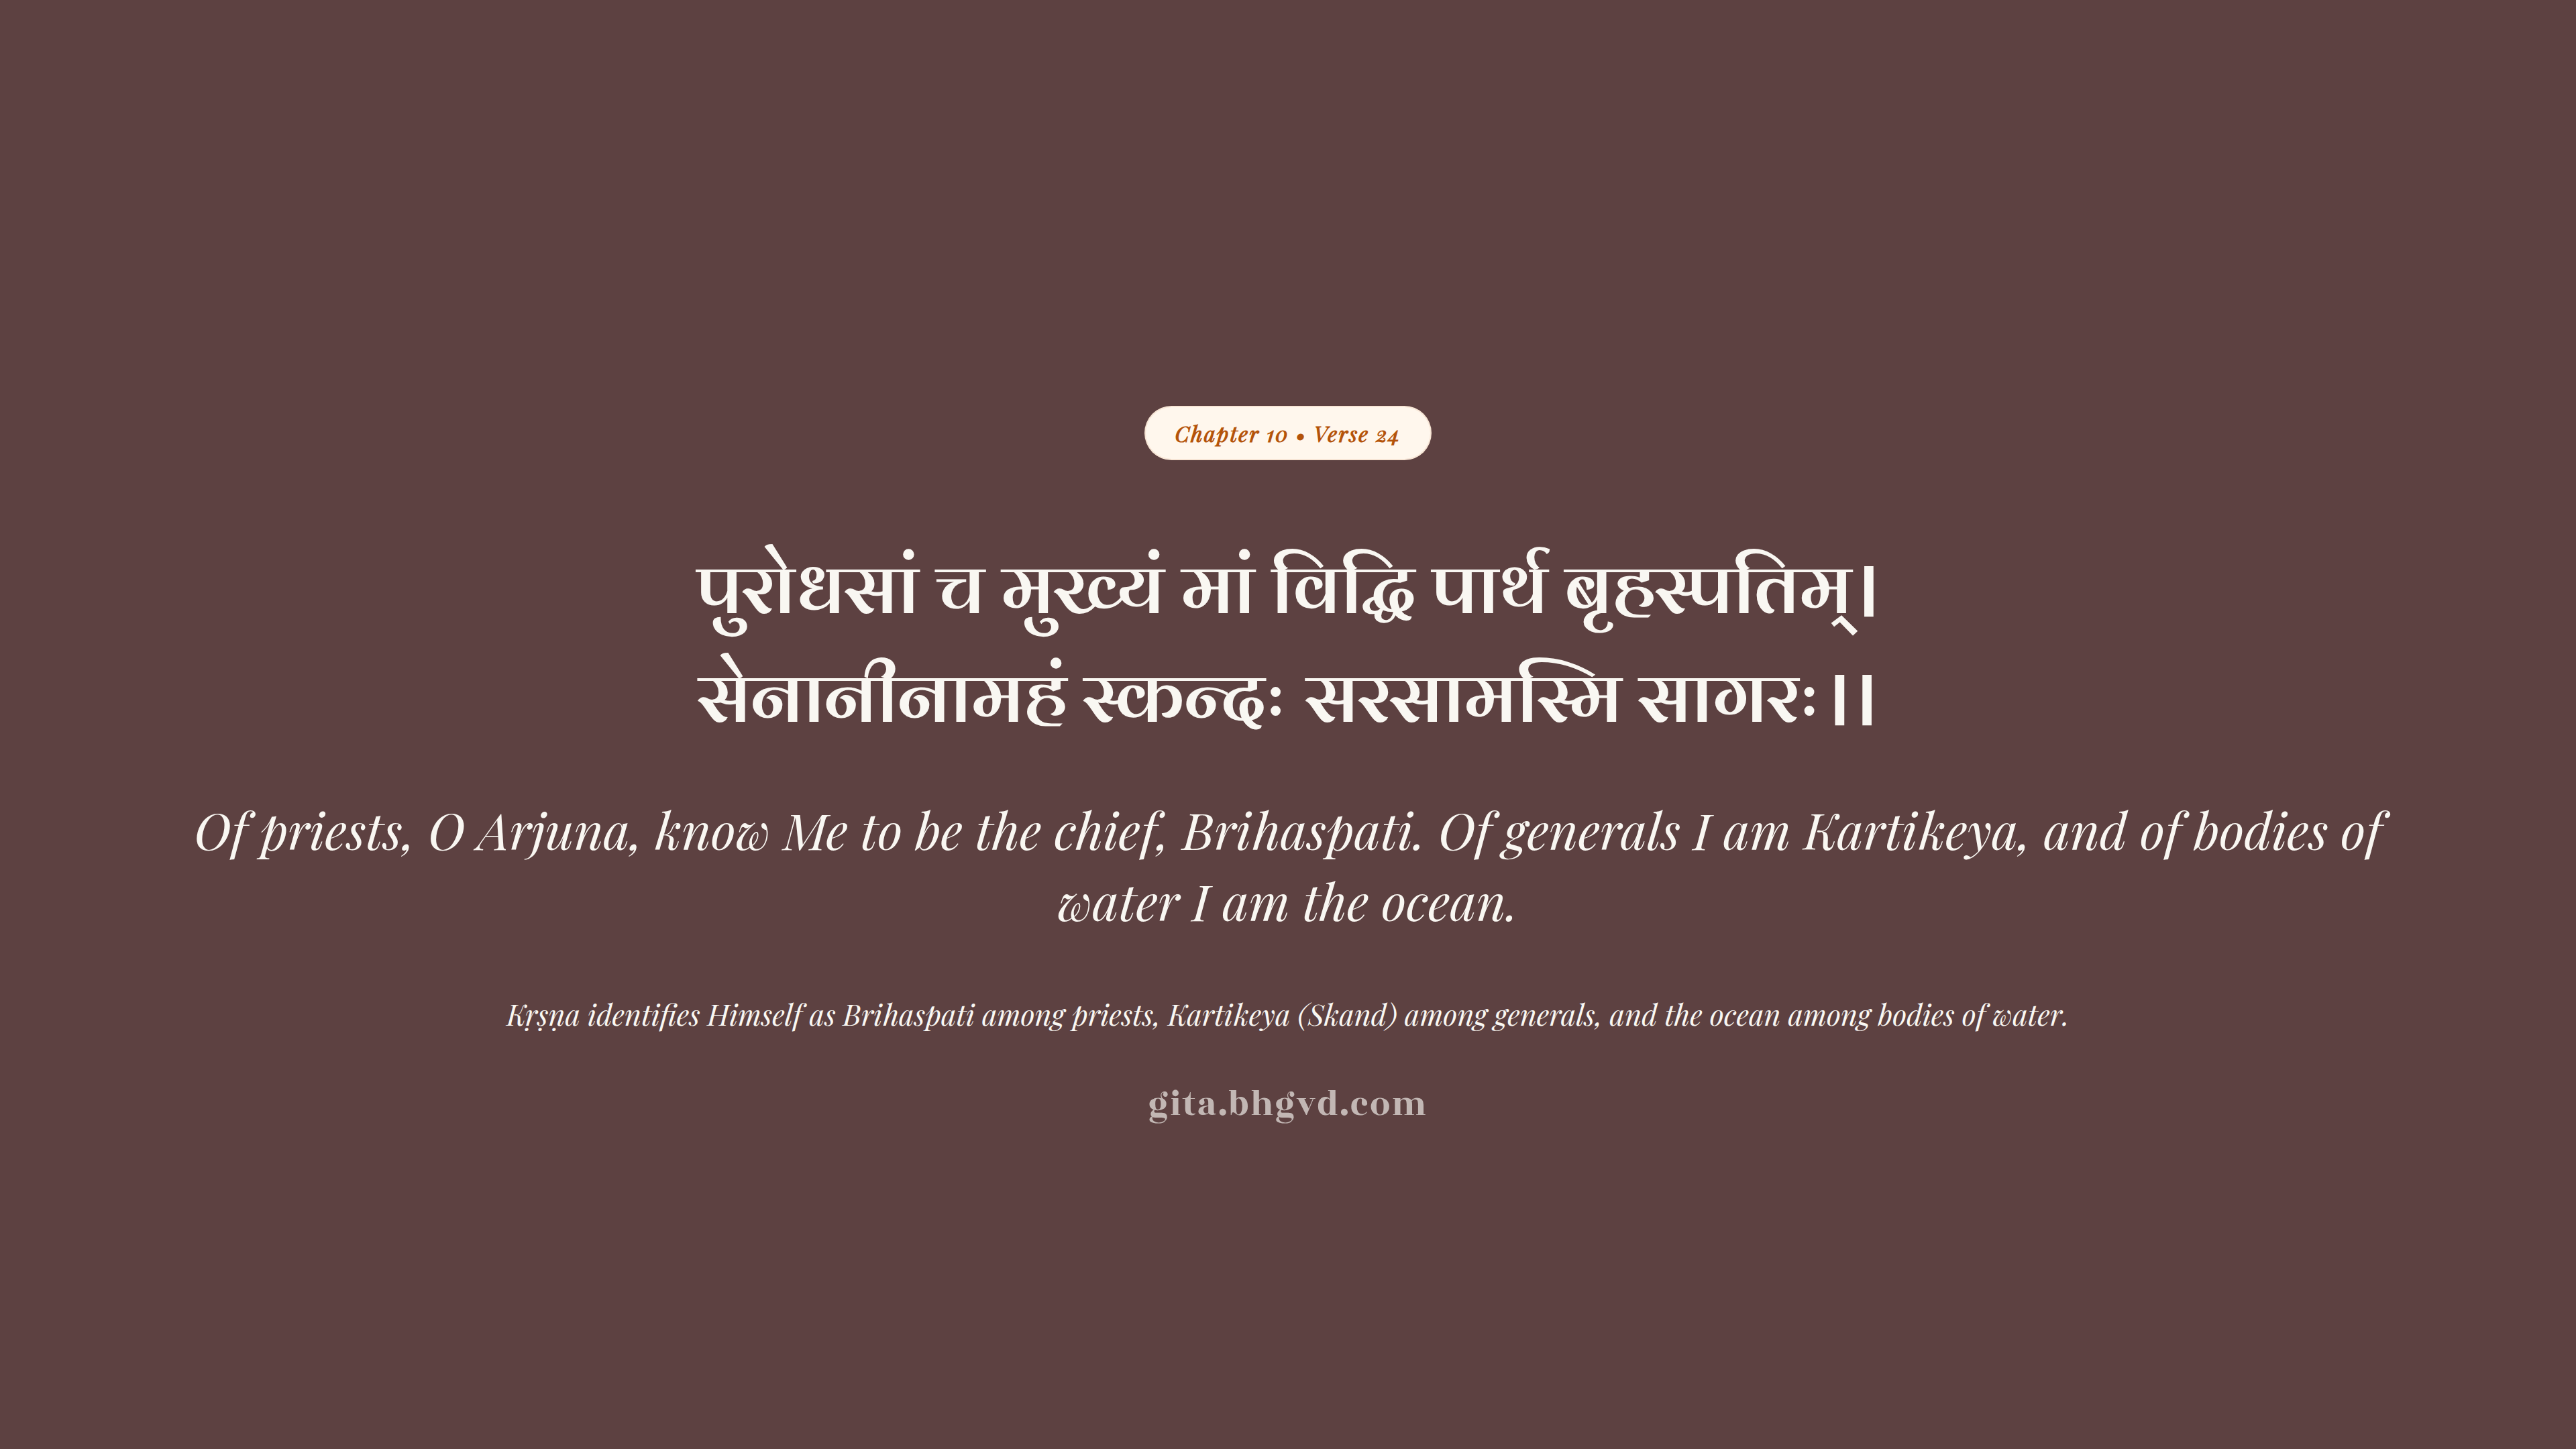 Chapter 10 • Verse 24
पुरोधसां च मुख्यं मां विद्धि पार्थ बृहस्पतिम्।
सेनानीनामहं स्कन्दः सरसामस्मि सागरः।।
Of priests, O Arjuna, know Me to be the chief, Brihaspati. Of generals I am Kartikeya, and of bodies of
water I am the ocean.
Kṛṣṇa identifies Himself as Brihaspati among priests, Kartikeya (Skand) among generals, and the ocean among bodies of water.
gita.bhgvd.com